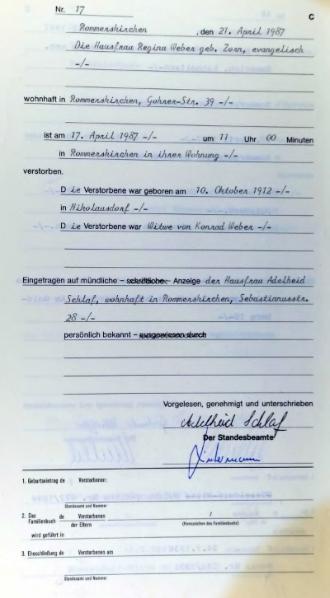 Nr. 17
C
Rommerskirchen , den 21. April 1987
Die Hausfrau Regina Weber geb. Zorn, evangelisch
-/-
wohnhaft in Rommerskirchen, Gohrer-Str. 39 -/-
ist am 17. April 1987 -/- um 11 Uhr 00 Minuten
in Rommerskirchen in ihrer Wohnung -/-
verstorben.
D ie Verstorbene war geboren am 10. Oktober 1912 -/-
in Nikolausdorf -/-
D ie Verstorbene war Witwe von Konrad Weber -/-
Eingetragen auf mündliche – schriftliche – Anzeige der Hausfrau Adelheid
Schlaf, wohnhaft in Rommerskirchen, Sebastianusstr.
28 -/-
persönlich bekannt – ausgewiesen durch
Vorgelesen, genehmigt und unterschrieben
Adelheid Schlaf
Der Standesbeamte
1. Geburtseintrag de Verstorbenen:
Standesamt und Nummer
2. Das Familienbuch de Verstorbenen /
der Eltern (Kennzeichen des Familienbuchs)
wird geführt in
3. Eheschließung de Verstorbenen am
Standesamt und Nummer